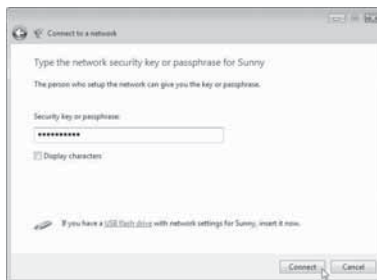 Connect to a network
Type the network security key or passphrase for Sunny
The person who setup the network can give you the key or passphrase.
Security key or passphrase:
••••••••••
Display characters
If you have a USB flash drive with network settings for Sunny, insert it now.
Connect Cancel